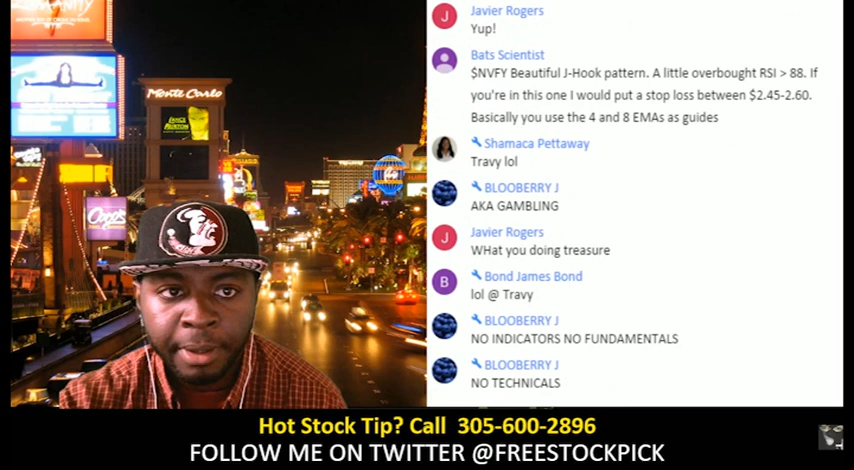 Monte Carlo
LANCE
BURTON
J
Javier Rogers
Yup!
Bats Scientist
$NVFY Beautiful J-Hook pattern. A little overbought RSI > 88. If
you're in this one I would put a stop loss between $2.45-2.60.
Basically you use the 4 and 8 EMAs as guides
Shamaca Pettaway
Travy lol
BLOOBERRY J
AKA GAMBLING
J
Javier Rogers
WHat you doing treasure
B
Bond James Bond
lol @ Travy
BLOOBERRY J
NO INDICATORS NO FUNDAMENTALS
BLOOBERRY J
NO TECHNICALS
Hot Stock Tip? Call 305-600-2896
FOLLOW ME ON TWITTER @FREESTOCKPICK